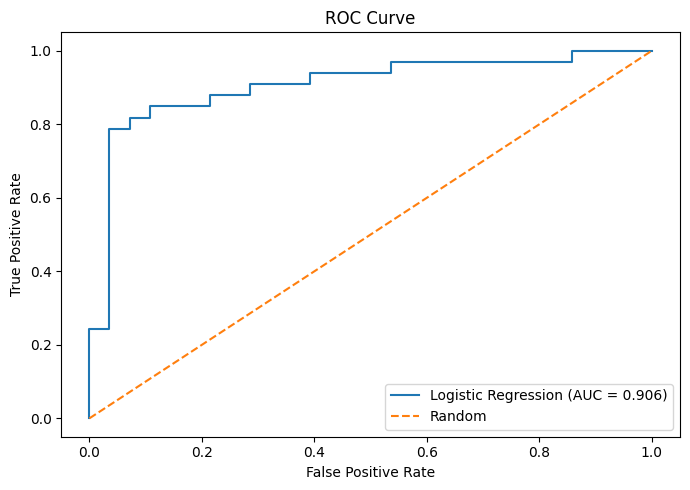 ROC Curve
True Positive Rate
1.0
0.8
0.6
0.4
0.2
0.0
0.0 0.2 0.4 0.6 0.8 1.0
False Positive Rate
Logistic Regression (AUC = 0.906)
Random